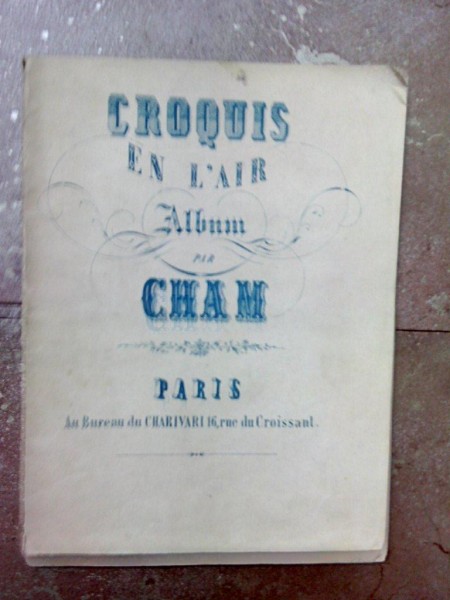 CROQUIS
EN L'AIR
Album
PAR
CHAM
PARIS
Au Bureau du CHARIVARI 16, rue du Croissant.